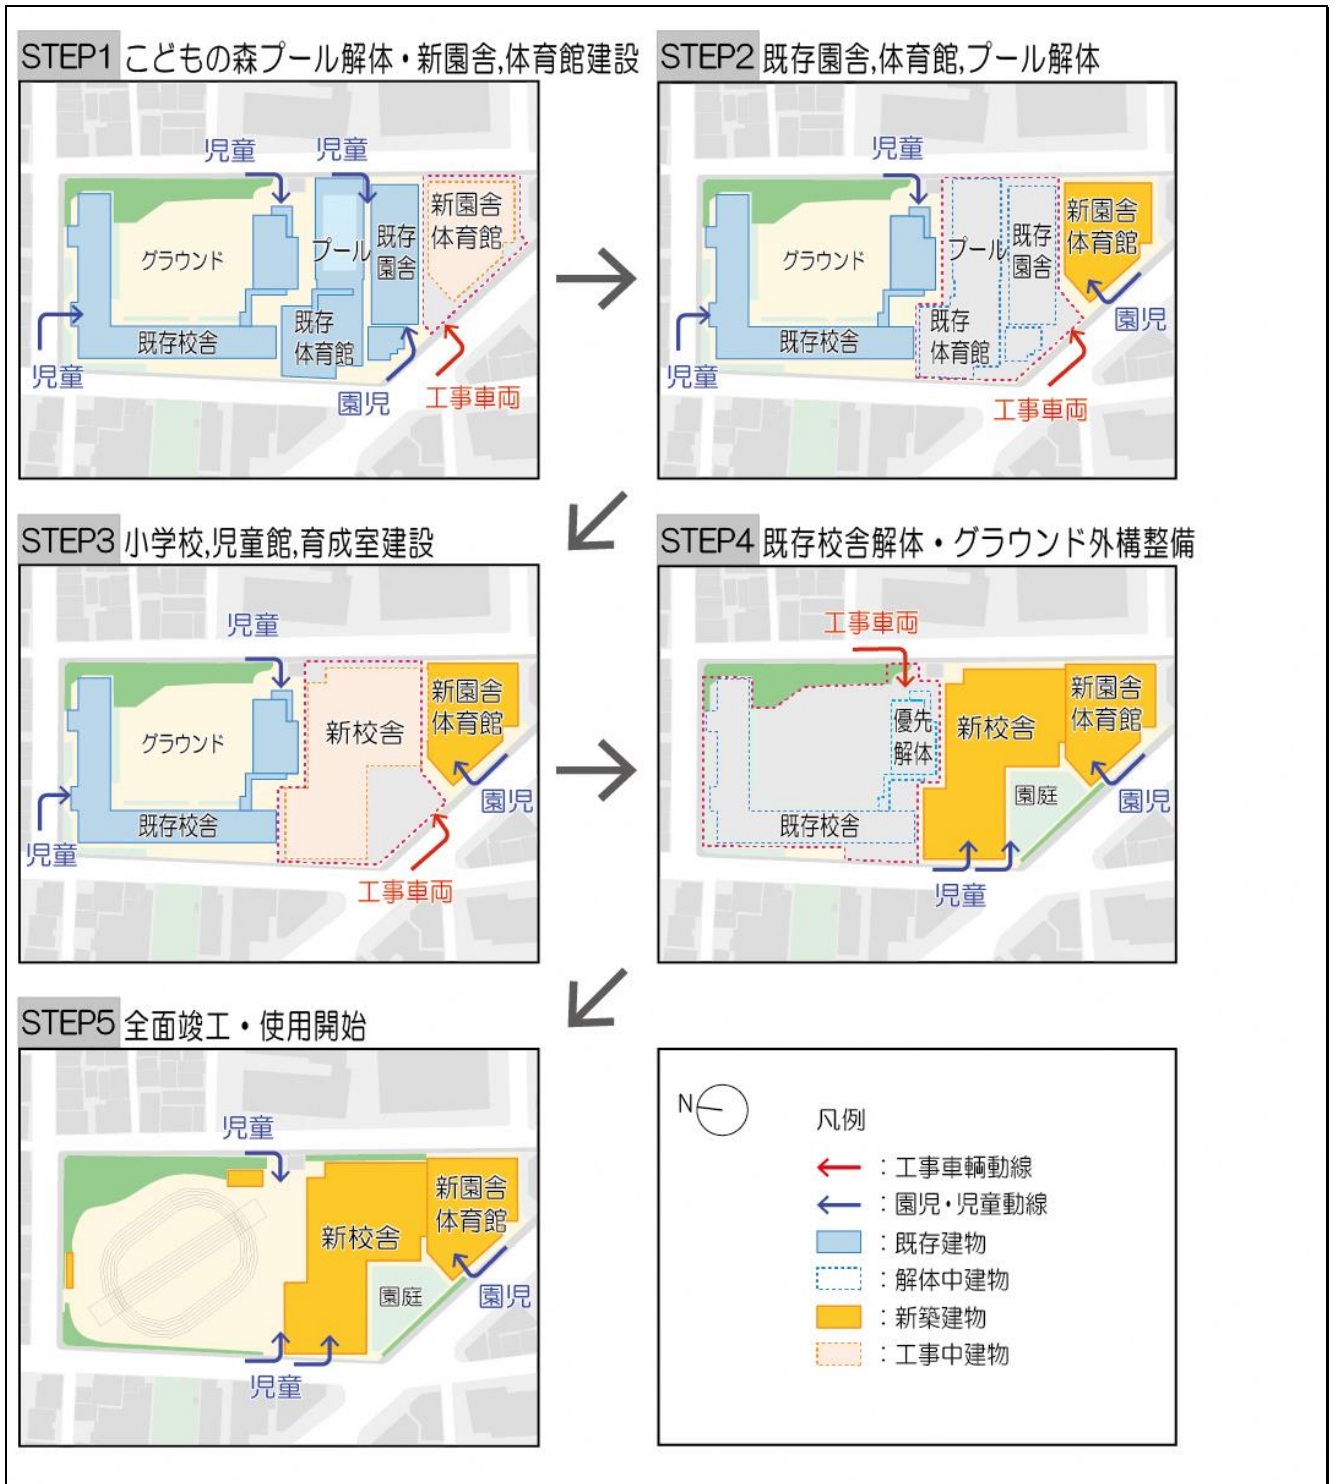 STEP1 こどもの森プール解体・新園舎,体育館建設
児童
児童
新園舎
体育館
グラウンド
プール
既存
園舎
既存校舎
既存
体育館
児童
園児
工事車両
STEP2 既存園舎,体育館,プール解体
児童
新園舎
体育館
グラウンド
プール
既存
園舎
既存校舎
既存
体育館
園児
児童
工事車両
STEP3 小学校,児童館,育成室建設
児童
新園舎
体育館
グラウンド
新校舎
既存校舎
園児
児童
工事車両
STEP4 既存校舎解体・グラウンド外構整備
工事車両
優先
解体
新校舎
新園舎
体育館
園庭
既存校舎
園児
児童
STEP5 全面竣工・使用開始
児童
新園舎
体育館
新校舎
園庭
園児
児童
N
凡例
：工事車輌動線
：園児・児童動線
：既存建物
：解体中建物
：新築建物
：工事中建物